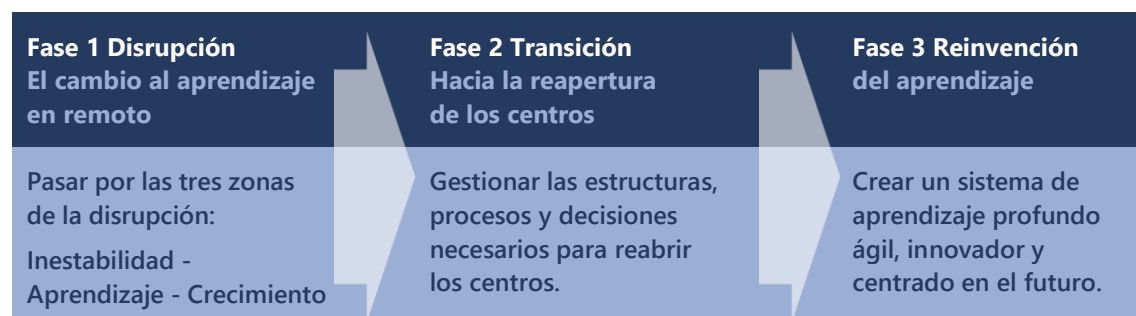 Fase 1 Disrupción
El cambio al aprendizaje
en remoto
Pasar por las tres zonas
de la disrupción:
Inestabilidad -
Aprendizaje - Crecimiento
Fase 2 Transición
Hacia la reapertura
de los centros
Gestionar las estructuras,
procesos y decisiones
necesarios para reabrir
los centros.
Fase 3 Reinvención
del aprendizaje
Crear un sistema de
aprendizaje profundo
ágil, innovador y
centrado en el futuro.